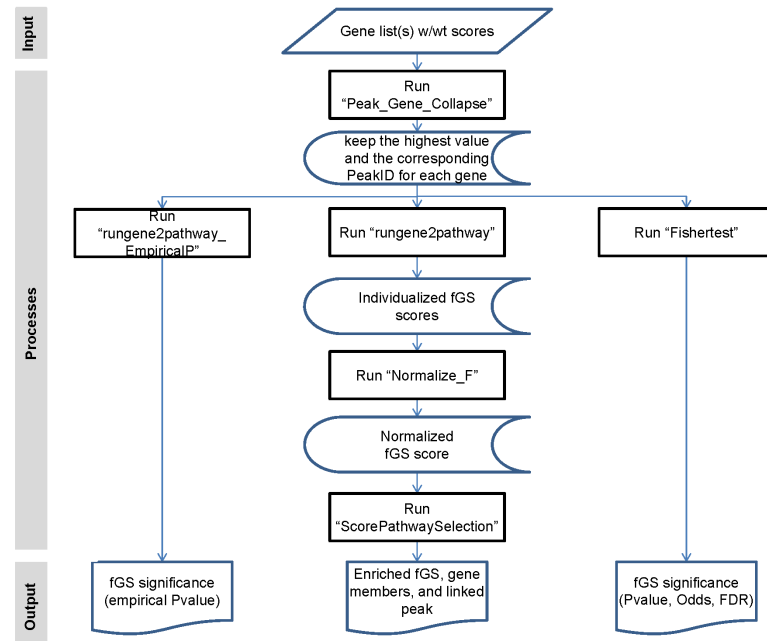 Input
Gene list(s) w/wt scores
Processes
Run
“Peak_Gene_Collapse”
keep the highest value
and the corresponding
PeakID for each gene
Run
“rungene2pathway_
EmpiricalP”
Run “rungene2pathway”
Run “Fishertest”
Individualized fGS
scores
Run “Normalize_F”
Normalized
fGS score
Run
“ScorePathwaySelection”
Output
fGS significance
(empirical Pvalue)
Enriched fGS, gene
members, and linked
peak
fGS significance
(Pvalue, Odds, FDR)